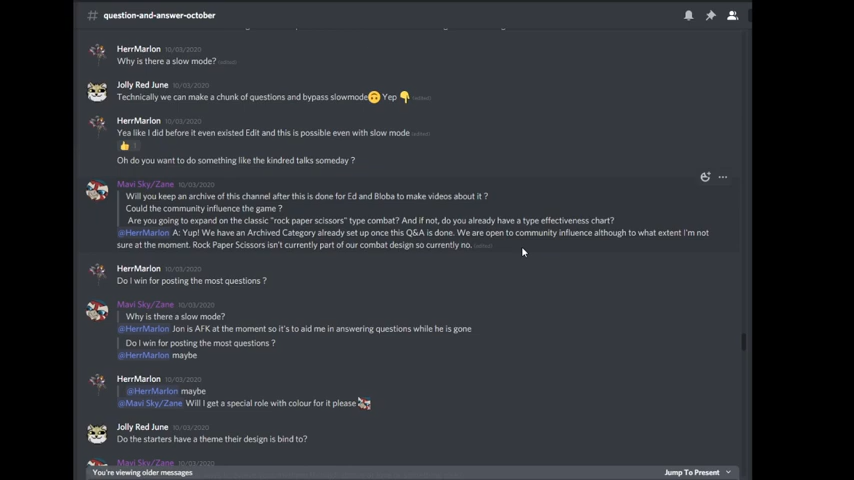 # question-and-answer-october
HerrMarlon 10/03/2020
Why is there a slow mode? (edited)
Jolly Red June 10/03/2020
Technically we can make a chunk of questions and bypass slowmode🙃 Yep 👇 (edited)
HerrMarlon 10/03/2020
Yea like I did before it even existed Edit and this is possible even with slow mode (edited)
👍 1
Oh do you want to do something like the kindred talks someday ?
Mavi Sky/Zane 10/03/2020
Will you keep an archive of this channel after this is done for Ed and Bloba to make videos about it ?
Could the community influence the game ?
Are you going to expand on the classic "rock paper scissors" type combat? And if not, do you already have a type effectiveness chart?
@HerrMarlon A: Yup! We have an Archived Category already set up once this Q&A is done. We are open to community influence although to what extent I'm not
sure at the moment. Rock Paper Scissors isn't currently part of our combat design so currently no. (edited)
HerrMarlon 10/03/2020
Do I win for posting the most questions ?
Mavi Sky/Zane 10/03/2020
Why is there a slow mode?
@HerrMarlon Jon is AFK at the moment so it's to aid me in answering questions while he is gone
Do I win for posting the most questions ?
@HerrMarlon maybe
HerrMarlon 10/03/2020
@HerrMarlon maybe
@Mavi Sky/Zane Will I get a special role with colour for it please
Jolly Red June 10/03/2020
Do the starters have a theme their design is bind to?
Mavi Sky/Zane 10/03/2020
You're viewing older messages
Jump To Present